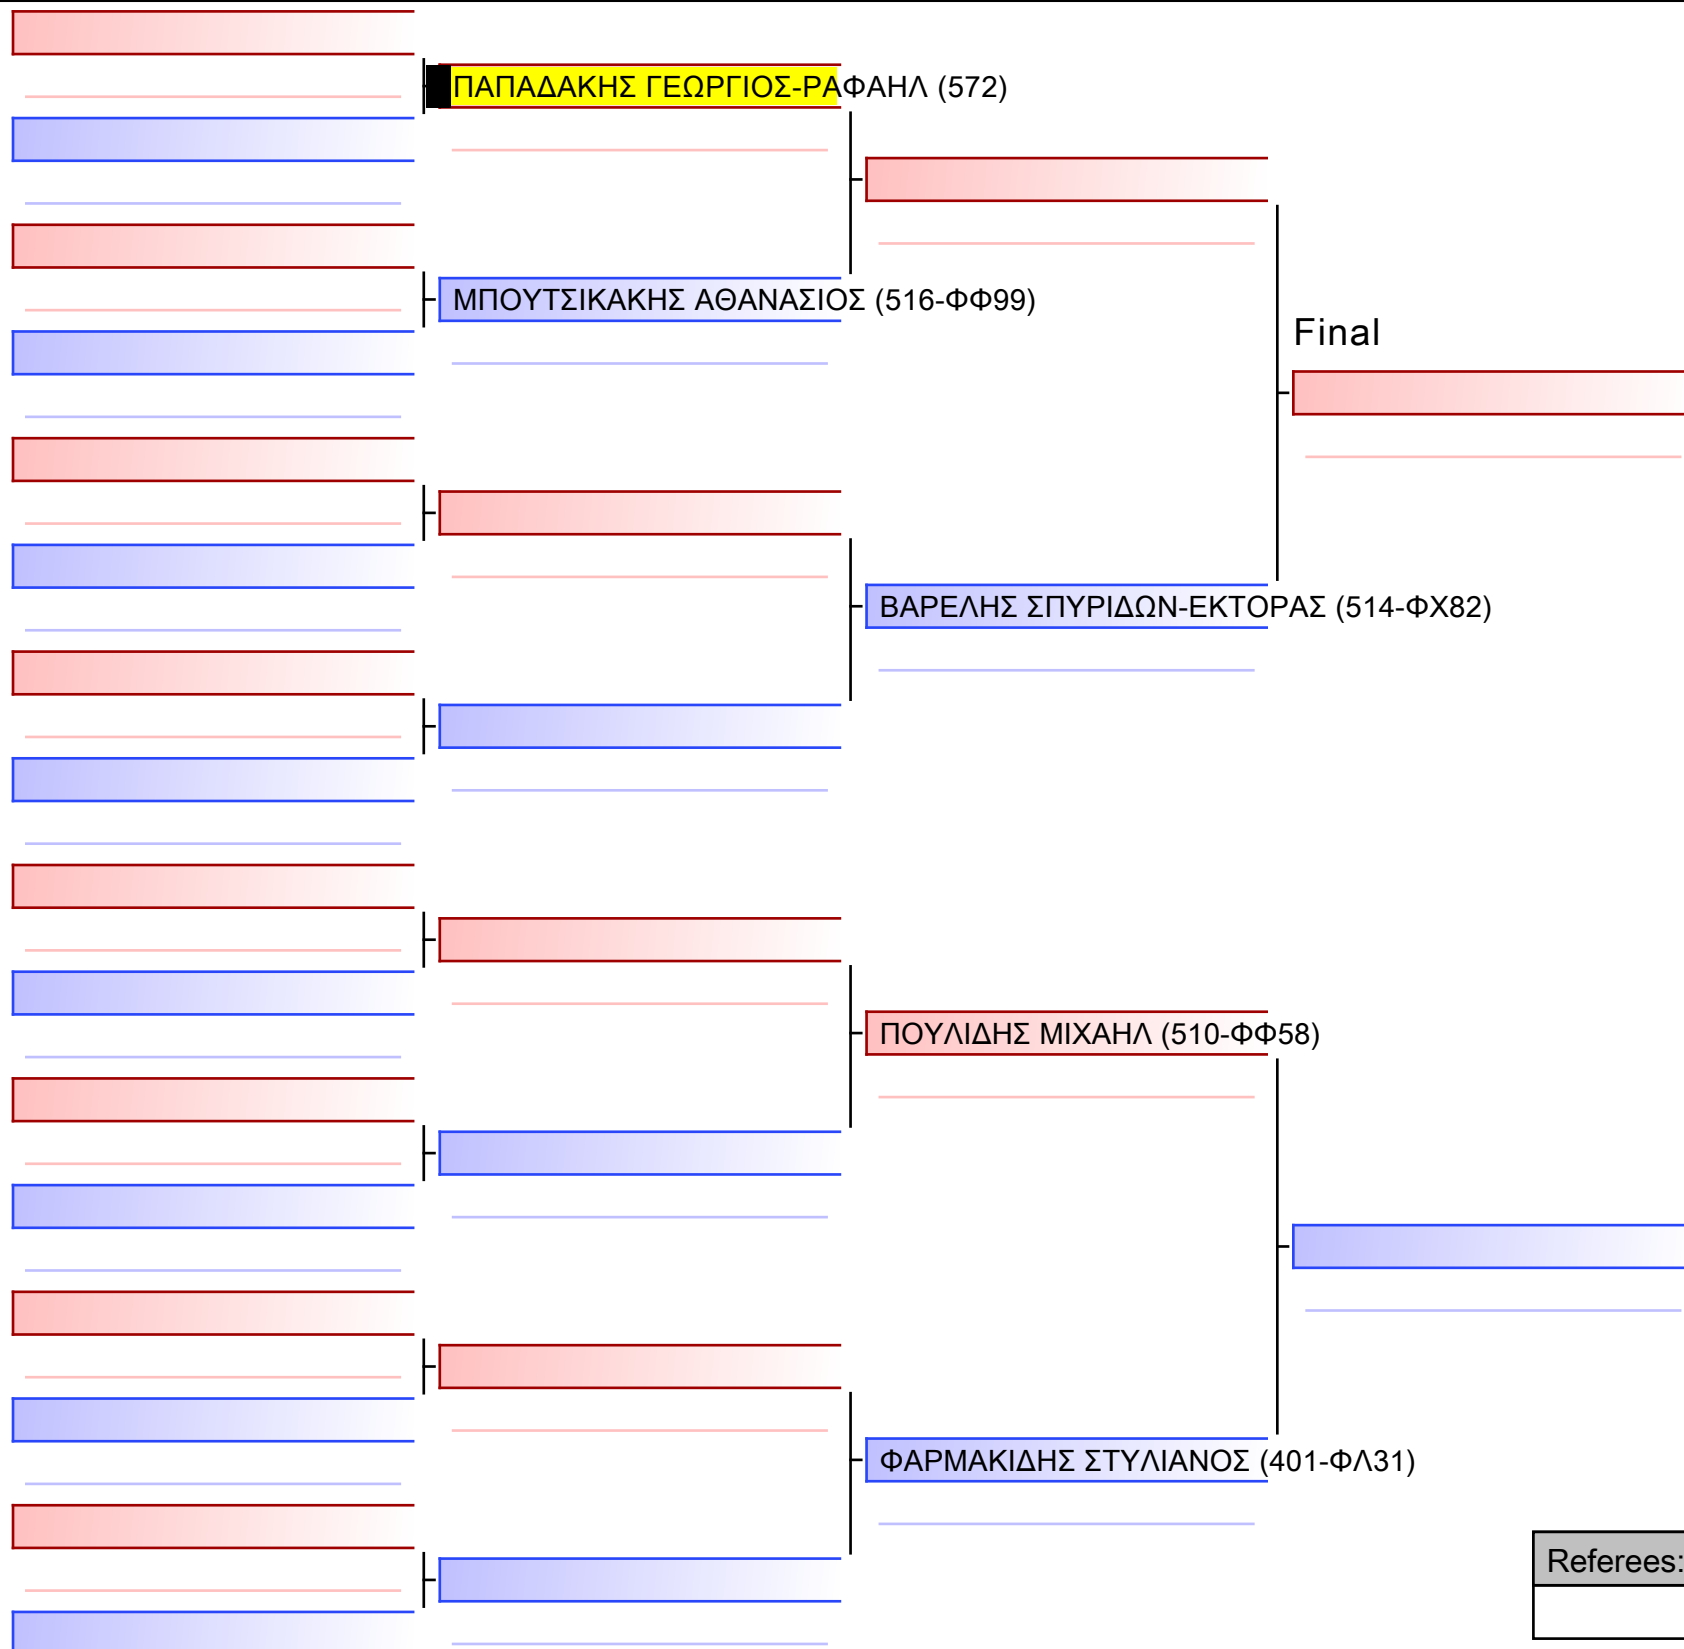 ΠΑΠΑΔΑΚΗΣ ΓΕΩΡΓΙΟΣ-ΡΑΦΑΗΛ (572)
ΜΠΟΥΤΣΙΚΑΚΗΣ ΑΘΑΝΑΣΙΟΣ (516-ΦΦ99)
Final
ΒΑΡΕΛΗΣ ΣΠΥΡΙΔΩΝ-ΕΚΤΟΡΑΣ (514-ΦΧ82)
ΠΟΥΛΙΔΗΣ ΜΙΧΑΗΛ (510-ΦΦ58)
ΦΑΡΜΑΚΙΔΗΣ ΣΤΥΛΙΑΝΟΣ (401-ΦΛ31)
Referees: